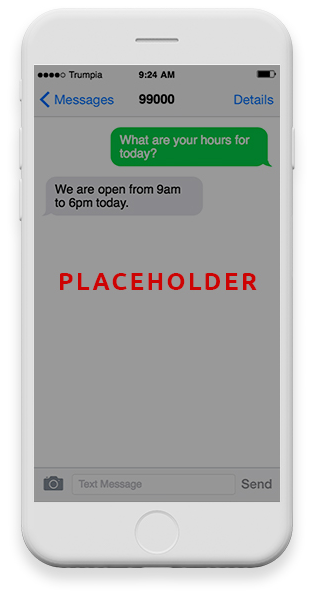 Trumpia 9:24 AM
Messages 99000 Details
What are your hours for
today?
We are open from 9am
to 6pm today.
PLACEHOLDER
Text Message Send